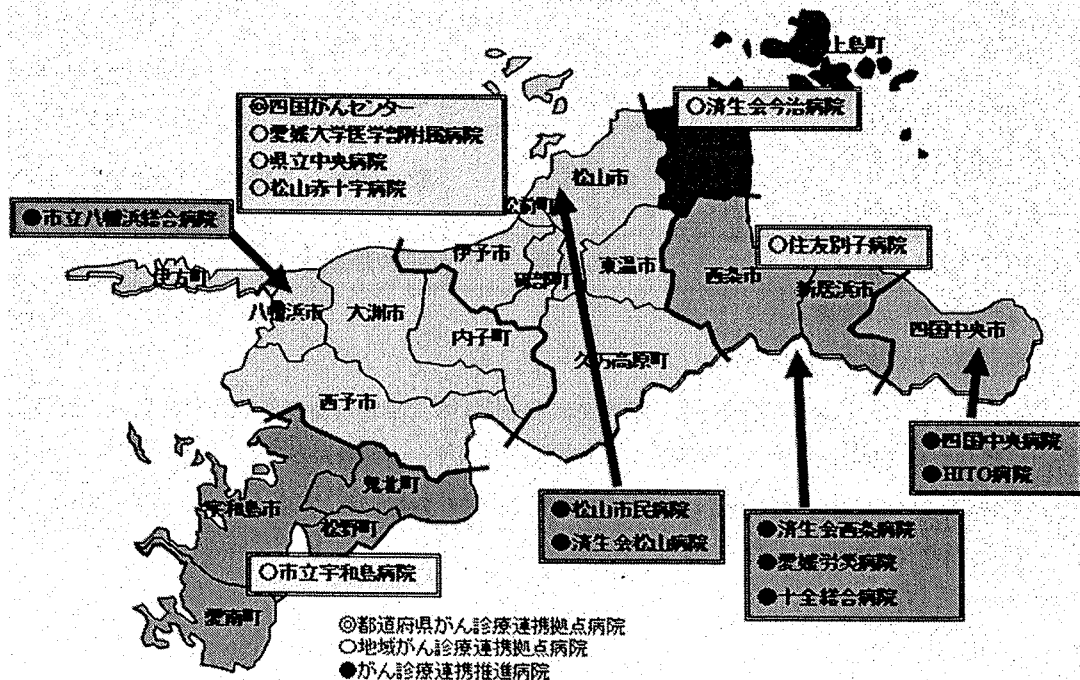 上島町
◎四国がんセンター
○愛媛大学医学部附属病院
○県立中央病院
○松山赤十字病院
○済生会今治病院
松山市
松前町
●市立八幡浜総合病院
○住友別子病院
伊予市
砥部町
東温市
西条市
新居浜市
四国中央市
伊方町
八幡浜市
大洲市
内子町
久万高原町
西予市
●四国中央病院
●HITO病院
鬼北町
宇和島市
松野町
●松山市民病院
●済生会松山病院
●済生会西条病院
●愛媛労災病院
●十全総合病院
○市立宇和島病院
愛南町
◎都道府県がん診療連携拠点病院
○地域がん診療連携拠点病院
●がん診療連携推進病院